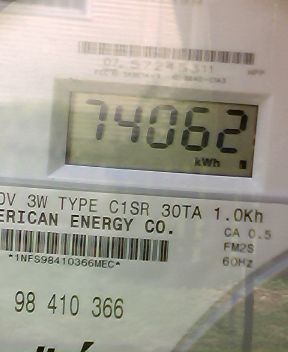 74062
kWh
0V 3W TYPE C1SR 30TA 1.0Kh
ERICAN ENERGY CO.
CA 0.5
FM2S
60Hz
*1NFS98410366MEC*
98 410 366